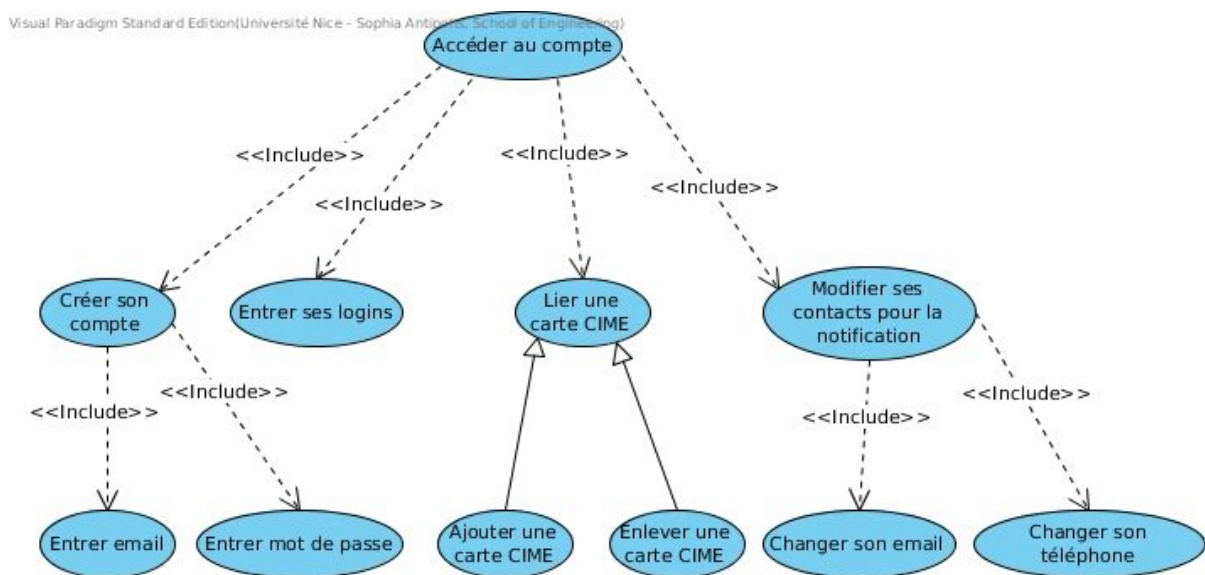 Visual Paradigm Standard Edition(Université Nice - Sophia Antipolis, School of Engineering)
Accéder au compte
<<Include>>
<<Include>>
<<Include>>
<<Include>>
Créer son
compte
Entrer ses logins
Lier une
carte CIME
Modifier ses
contacts pour la
notification
<<Include>>
<<Include>>
<<Include>>
<<Include>>
Entrer email
Entrer mot de passe
Ajouter une
carte CIME
Enlever une
carte CIME
Changer son email
Changer son
téléphone